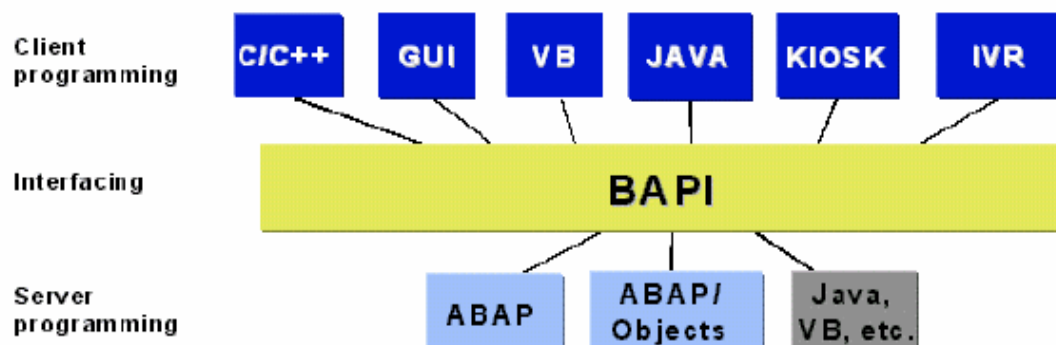 Client
programming
C/C++
GUI
VB
JAVA
KIOSK
IVR
Interfacing
BAPI
Server
programming
ABAP
ABAP/
Objects
Java,
VB, etc.